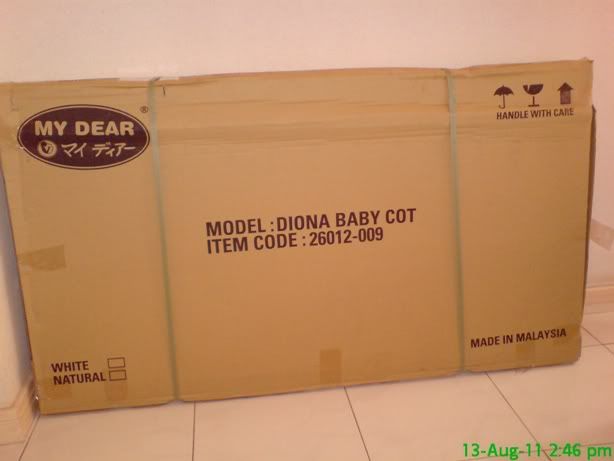 MY DEAR
マイ ディアー
®
HANDLE WITH CARE
MODEL : DIONA BABY COT
ITEM CODE : 26012-009
WHITE
NATURAL
MADE IN MALAYSIA
13-Aug-11 2:46 pm